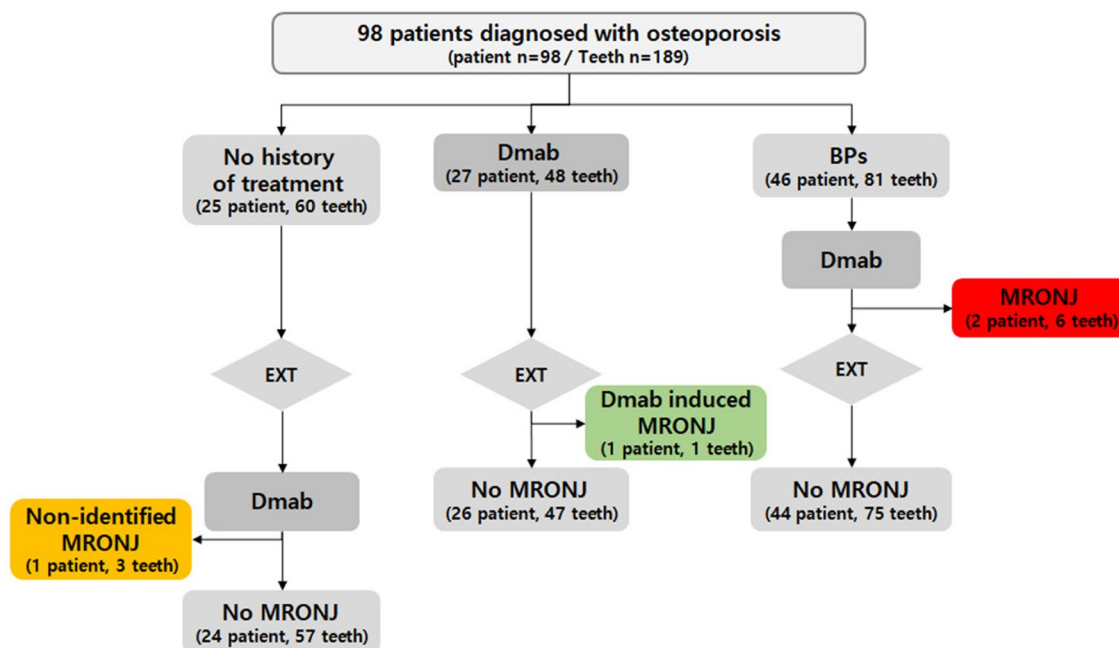 98 patients diagnosed with osteoporosis
(patient n=98 / Teeth n=189)
No history
of treatment
(25 patient, 60 teeth)
Dmab
(27 patient, 48 teeth)
BPs
(46 patient, 81 teeth)
Dmab
MRONJ
(2 patient, 6 teeth)
EXT
EXT
EXT
Dmab induced
MRONJ
(1 patient, 1 teeth)
Dmab
No MRONJ
(26 patient, 47 teeth)
No MRONJ
(44 patient, 75 teeth)
Non-identified
MRONJ
(1 patient, 3 teeth)
No MRONJ
(24 patient, 57 teeth)